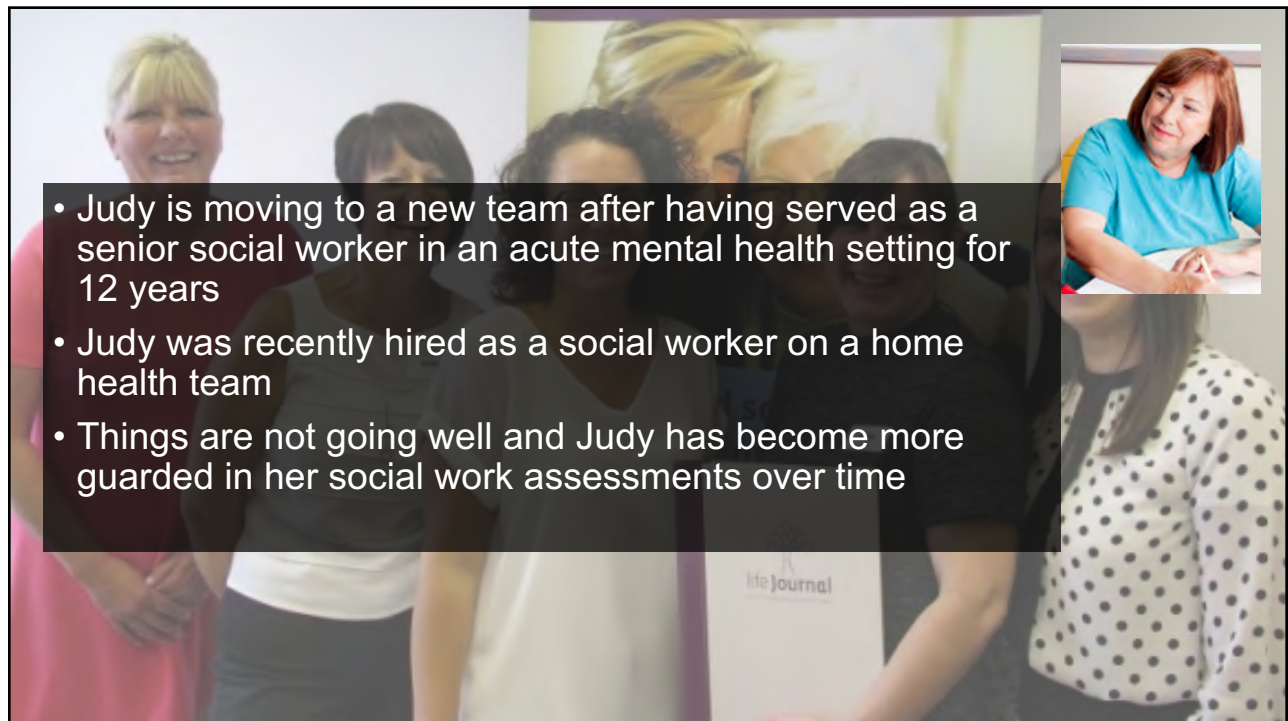 • Judy is moving to a new team after having served as a
senior social worker in an acute mental health setting for
12 years
• Judy was recently hired as a social worker on a home
health team
• Things are not going well and Judy has become more
guarded in her social work assessments over time
life Journal